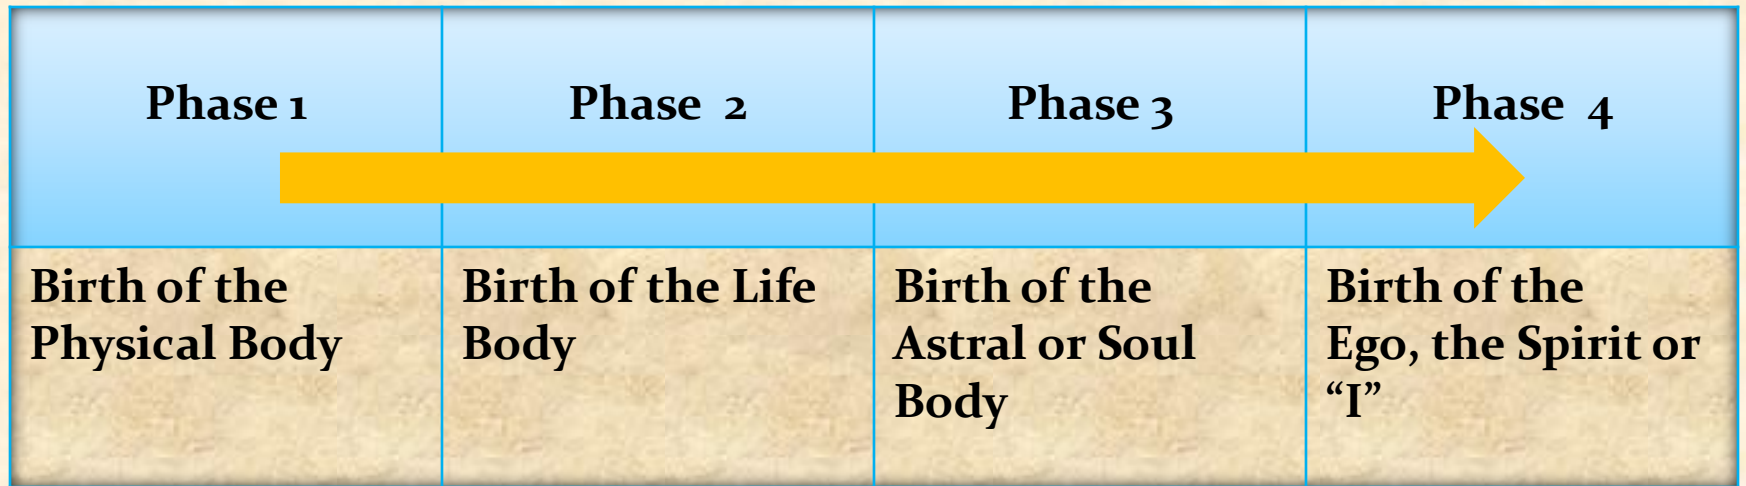 Phase 1
Phase 2
Phase 3
Phase 4
Birth of the
Physical Body
Birth of the Life
Body
Birth of the
Astral or Soul
Body
Birth of the
Ego, the Spirit or
“I”